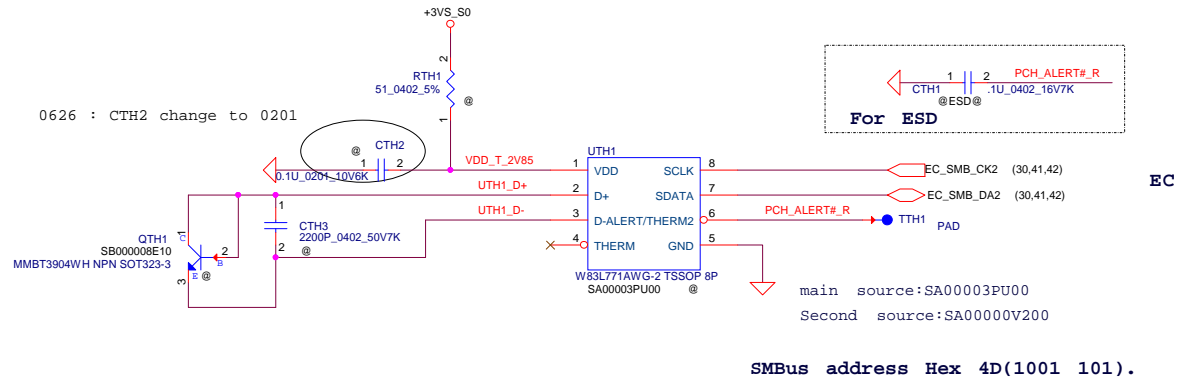 +3VS_S0
2
RTH1
51_0402_5%
@
1
1 2 PCH_ALERT#_R
CTH1 .1U_0402_16V7K
@ESD@
For ESD
0626 : CTH2 change to 0201
@ CTH2
1 2
0.1U_0201_10V6K
VDD_T_2V85
UTH1
1 VDD SCLK 8
EC_SMB_CK2 (30,41,42)
EC
UTH1_D+
2 D+ SDATA 7
EC_SMB_DA2 (30,41,42)
UTH1_D-
3 D- ALERT/THERM2 6
PCH_ALERT#_R
TTH1
PAD
4 THERM GND 5
1
CTH3
2200P_0402_50V7K
2
@
QTH1
SB000008E10
MMBT3904WH NPN SOT323-3
1
C
2
B
E
3
@
W83L771AWG-2 TSSOP 8P
SA00003PU00 @
main source:SA00003PU00
Second source:SA00000V200
SMBus address Hex 4D(1001 101).